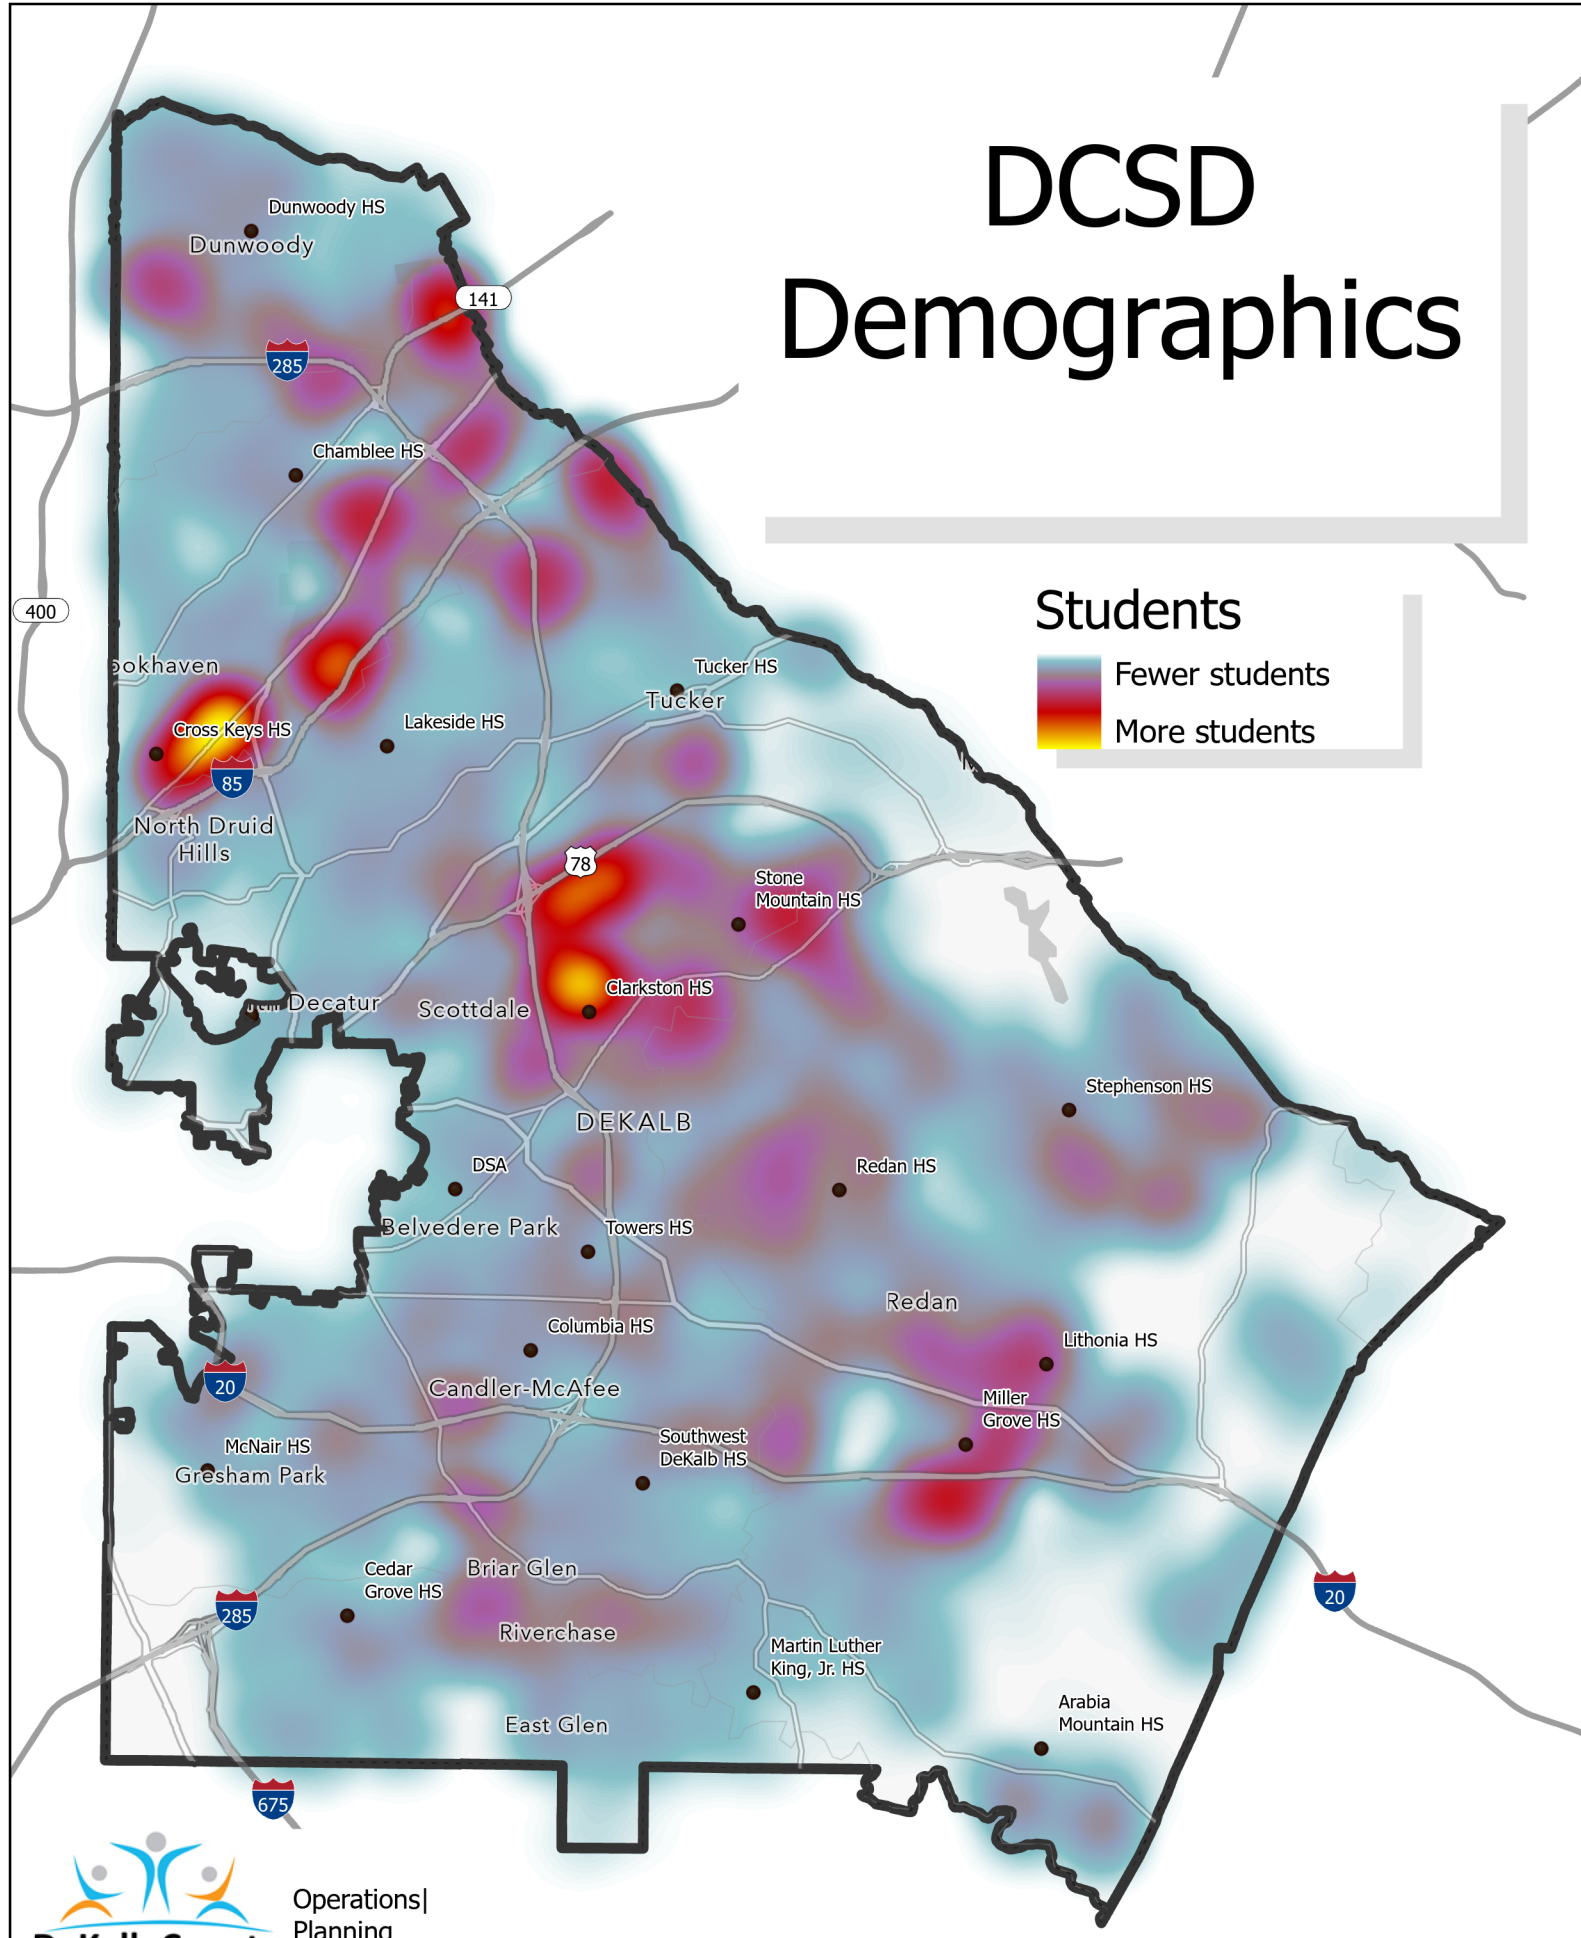 DCSD
Demographics
Dunwoody HS
Dunwoody
141
285
Chamblee HS
400
Students
Fewer students
More students
ookhaven
Tucker HS
Tucker
Lakeside HS
Cross Keys HS
85
North Druid
Hills
78
Stone
Mountain HS
Clarkston HS
Decatur
Scottdale
Stephenson HS
DEKALB
DSA
Redan HS
Belvedere Park
Towers HS
Redan
Columbia HS
Lithonia HS
20
Candler-McAfee
Miller
Grove HS
McNair HS
Gresham Park
Southwest
DeKalb HS
Briar Glen
Cedar
Grove HS
285
20
Riverchase
Martin Luther
King, Jr. HS
East Glen
Arabia
Mountain HS
675
Operations|
Planning